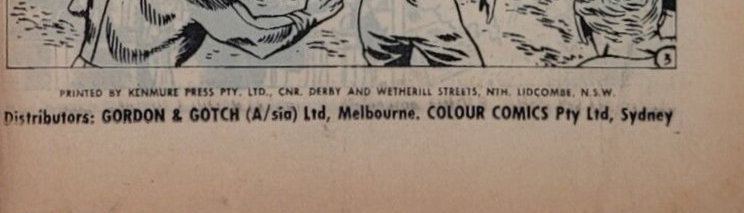 3
PRINTED BY KENMURE PRESS PTY. LTD., CNR. DERBY AND WETHERILL STREETS, NTH. LIDCOMBE, N.S.W.
Distributors: GORDON & GOTCH (A/sia) Ltd, Melbourne. COLOUR COMICS Pty Ltd, Sydney